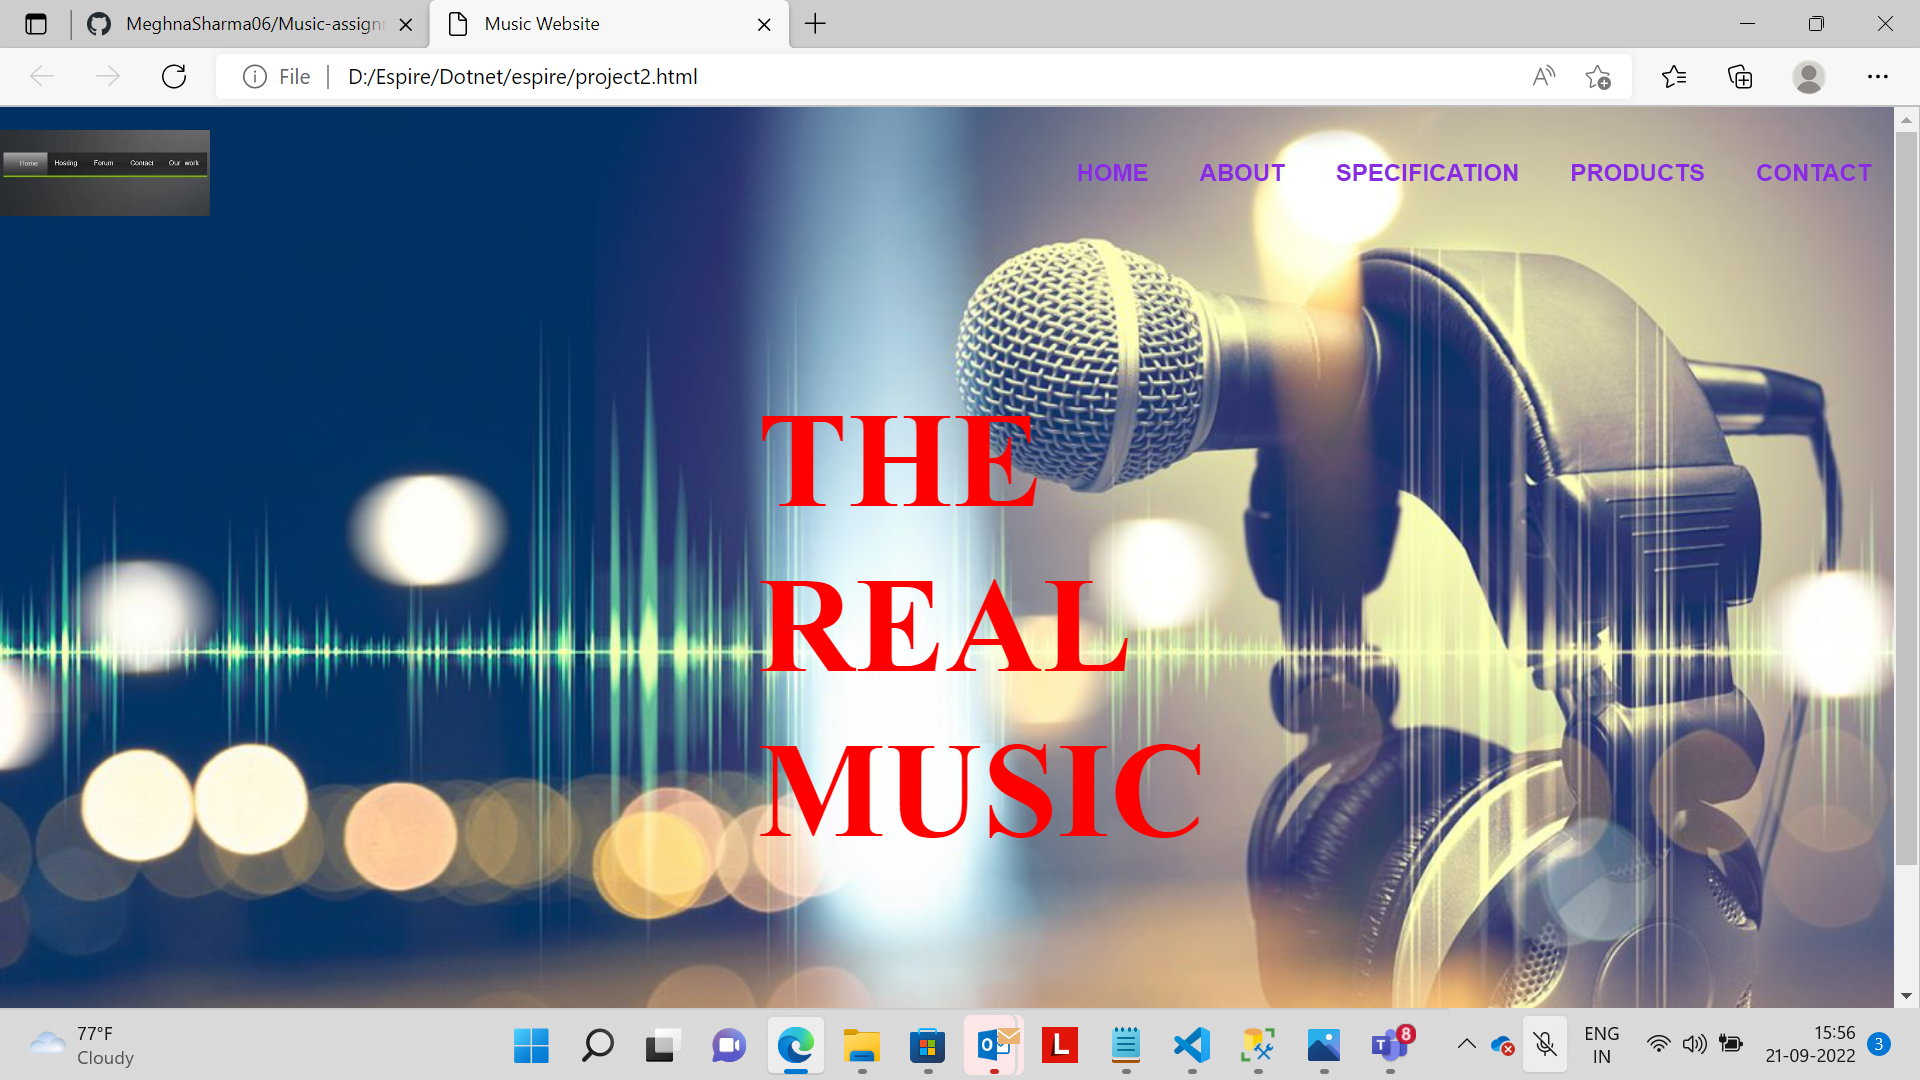 MeghnaSharma06/Music-assign
Music Website
File
D:/Espire/Dotnet/espire/project2.html
Home Hosting Forum Contact Our work
HOME ABOUT SPECIFICATION PRODUCTS CONTACT
THE
REAL
MUSIC
77°F
Cloudy
L
8
ENG
IN
15:56
21-09-2022
3